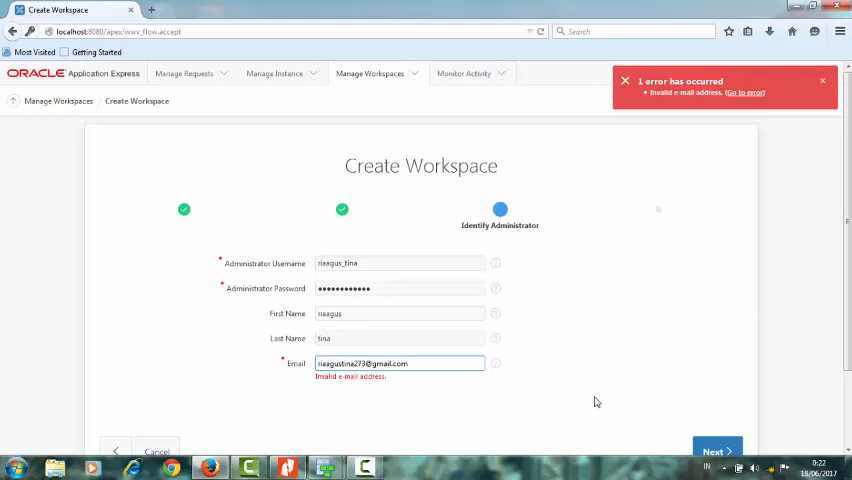 Create Workspace
localhost:8080/apex/wwv_flow.accept
Search
Most Visited
Getting Started
ORACLE Application Express
Manage Requests
Manage Instance
Manage Workspaces
Monitor Activity
1 error has occurred
Invalid e-mail address. (Go to error)
Manage Workspaces
Create Workspace
Create Workspace
Identify Administrator
* Administrator Username riaagus_tina
* Administrator Password ••••••••••••
First Name riaagus
Last Name tina
* Email riaagustina273@gmail.com
Invalid e-mail address.
Cancel
Next
IN
0:22
18/06/2017